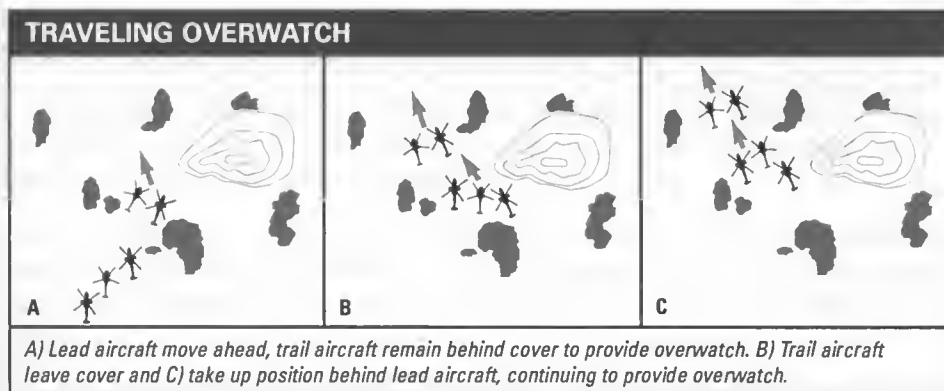 TRAVELING OVERWATCH
A
B
C
A) Lead aircraft move ahead, trail aircraft remain behind cover to provide overwatch. B) Trail aircraft
leave cover and C) take up position behind lead aircraft, continuing to provide overwatch.